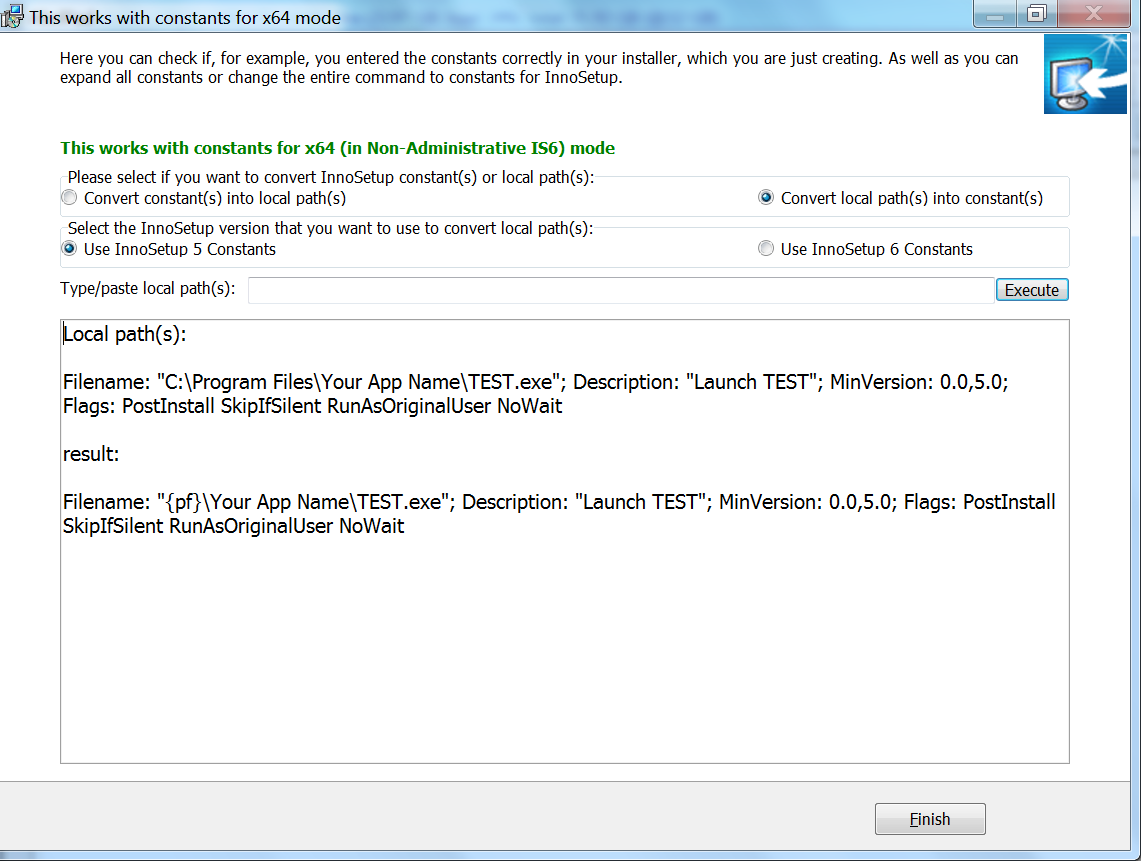 This works with constants for x64 mode
Here you can check if, for example, you entered the constants correctly in your installer, which you are just creating. As well as you can
expand all constants or change the entire command to constants for InnoSetup.
This works with constants for x64 (in Non-Administrative IS6) mode
Please select if you want to convert InnoSetup constant(s) or local path(s):
Convert constant(s) into local path(s)
Convert local path(s) into constant(s)
Select the InnoSetup version that you want to use to convert local path(s):
Use InnoSetup 5 Constants
Use InnoSetup 6 Constants
Type/paste local path(s):
Execute
Local path(s):
Filename: "C:\Program Files\Your App Name\TEST.exe"; Description: "Launch TEST"; MinVersion: 0.0,5.0;
Flags: PostInstall SkipIfSilent RunAsOriginalUser NoWait
result:
Filename: "{pf}\Your App Name\TEST.exe"; Description: "Launch TEST"; MinVersion: 0.0,5.0; Flags: PostInstall
SkipIfSilent RunAsOriginalUser NoWait
Finish